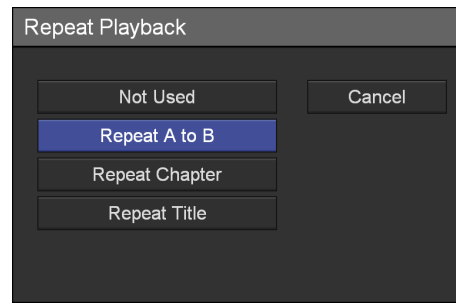 Repeat Playback
Not Used
Cancel
Repeat A to B
Repeat Chapter
Repeat Title